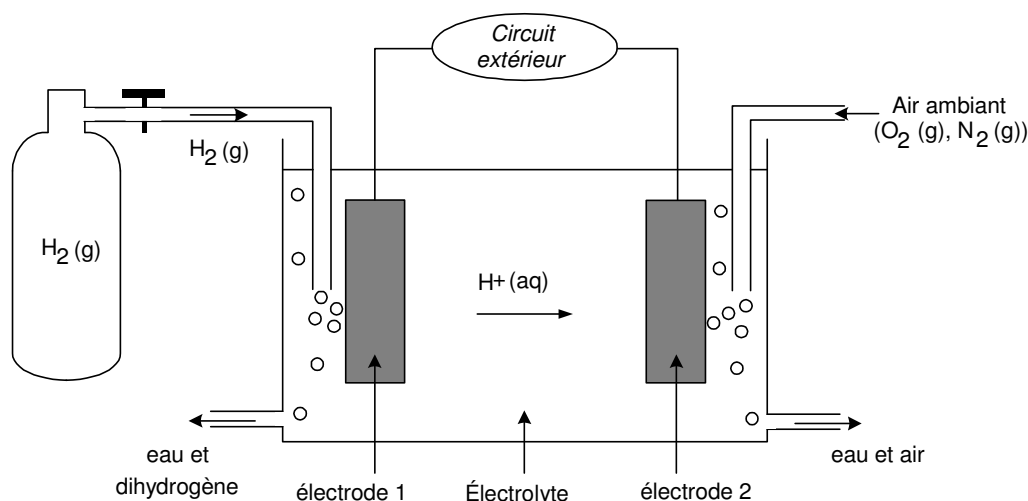 Circuit
extérieur
H2 (g)
Air ambiant
(O2 (g), N2 (g))
H2 (g)
H+ (aq)
eau et
dihydrogène
électrode 1
Électrolyte
électrode 2
eau et air